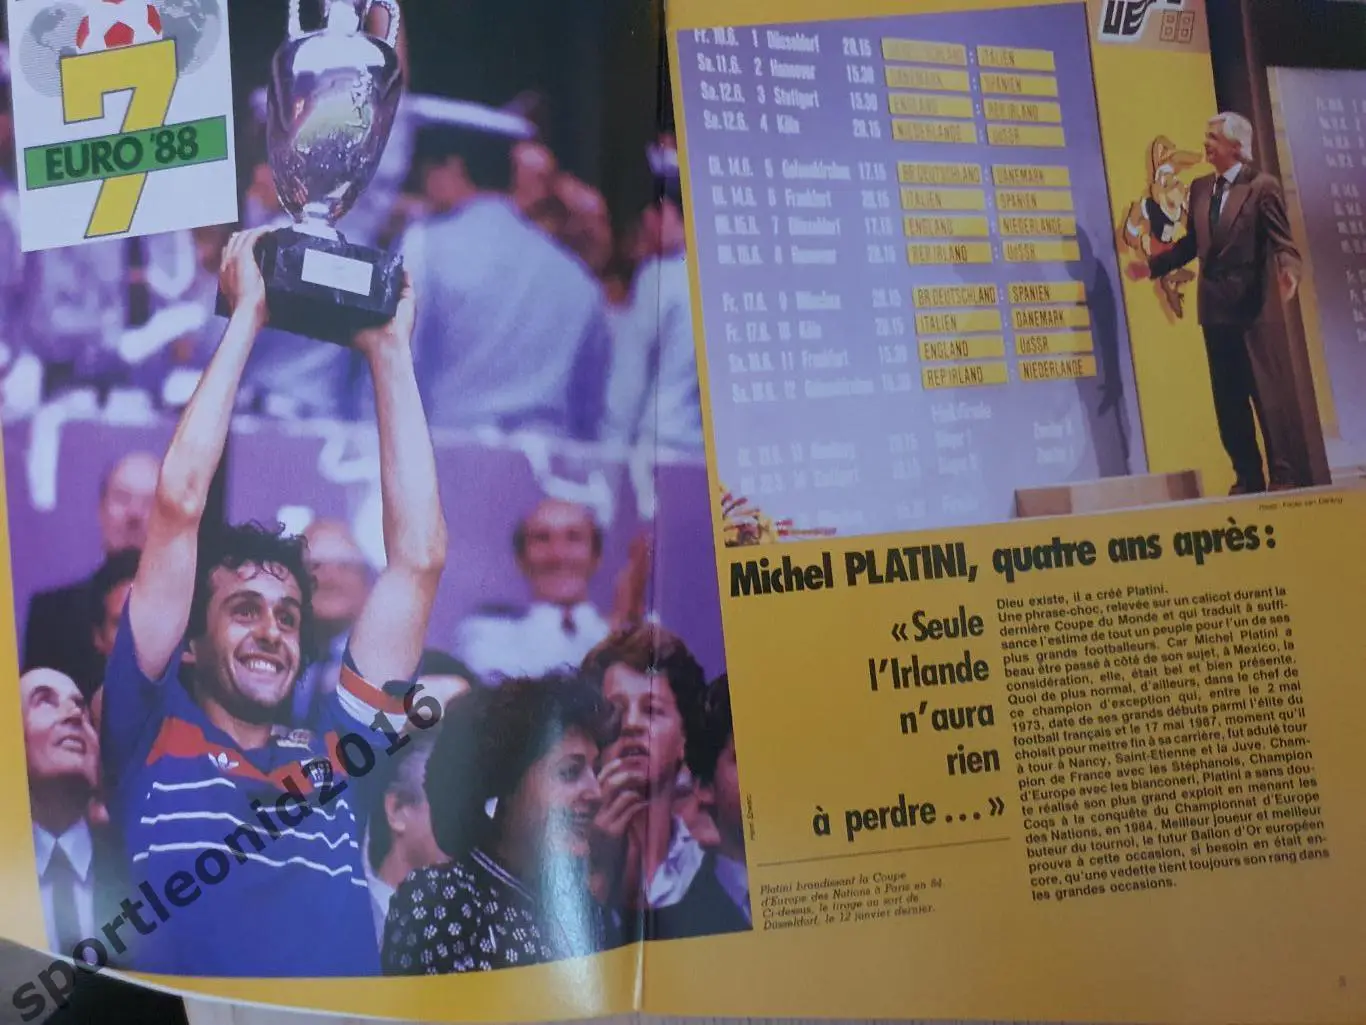 7
EURO '88
88
Fr. 10.6. 1 Düsseldorf 20.15 : ITALIEN
Sa. 11.6. 2 Hannover 15.30 DÄNEMARK : SPANIEN
Sa. 12.6. 3 Stuttgart 15.30 ENGLAND : REP.IRLAND
Sa. 12.6. 4 Köln 20.15 NIEDERLANDE : UdSSR
Di. 14.6. 5 Gelsenkirchen 17.15 BR DEUTSCHLAND : DÄNEMARK
Di. 14.6. 6 Frankfurt 20.15 ITALIEN : SPANIEN
7 Düsseldorf 17.15 ENGLAND : NIEDERLANDE
8 Hannover 20.15 REP.IRLAND : UdSSR
Fr. 17.6. 9 München 20.15 BR DEUTSCHLAND : SPANIEN
Fr. 17.6. 10 Köln 20.15 ITALIEN : DÄNEMARK
Sa. 18.6. 11 Frankfurt 15.30 ENGLAND : UdSSR
Sa. 18.6. 12 Gelsenkirchen 15.30 REP.IRLAND : NIEDERLANDE
Michel PLATINI, quatre ans après :
« Seule
l'Irlande
n'aura
rien
à perdre ... »
Dieu existe, il a créé Platini.
Une phrase-choc, relevée sur un calicot durant la
dernière Coupe du Monde et qui traduit à suffi-
sance l'estime de tout un peuple pour l'un de ses
plus grands footballeurs. Car Michel Platini a
beau être passé à côté de son sujet, à Mexico, la
considération, elle, était bel et bien présente.
Quoi de plus normal, d'ailleurs, dans le chef de
ce champion d'exception qui, entre le 2 mai
1973, date de ses grands débuts parmi l'élite du
football français et le 17 mai 1987, moment qu'il
choisit pour mettre fin à sa carrière, fut adulé tour
à tour à Nancy, Saint-Etienne et la Juve. Cham-
pion de France avec les Stéphanois, Champion
d'Europe avec les bianconeri, Platini a sans dou-
te réalisé son plus grand exploit en menant les
Coqs à la conquête du Championnat d'Europe
des Nations, en 1984. Meilleur joueur et meilleur
buteur du tournoi, le futur Ballon d'Or européen
prouva à cette occasion, si besoin en était en-
core, qu'une vedette tient toujours son rang dans
les grandes occasions.
Platini brandissant la Coupe
d'Europe des Nations à Paris en 84.
Ci-dessus, le tirage au sort de
Düsseldorf, le 12 janvier dernier.
sportleonid2016